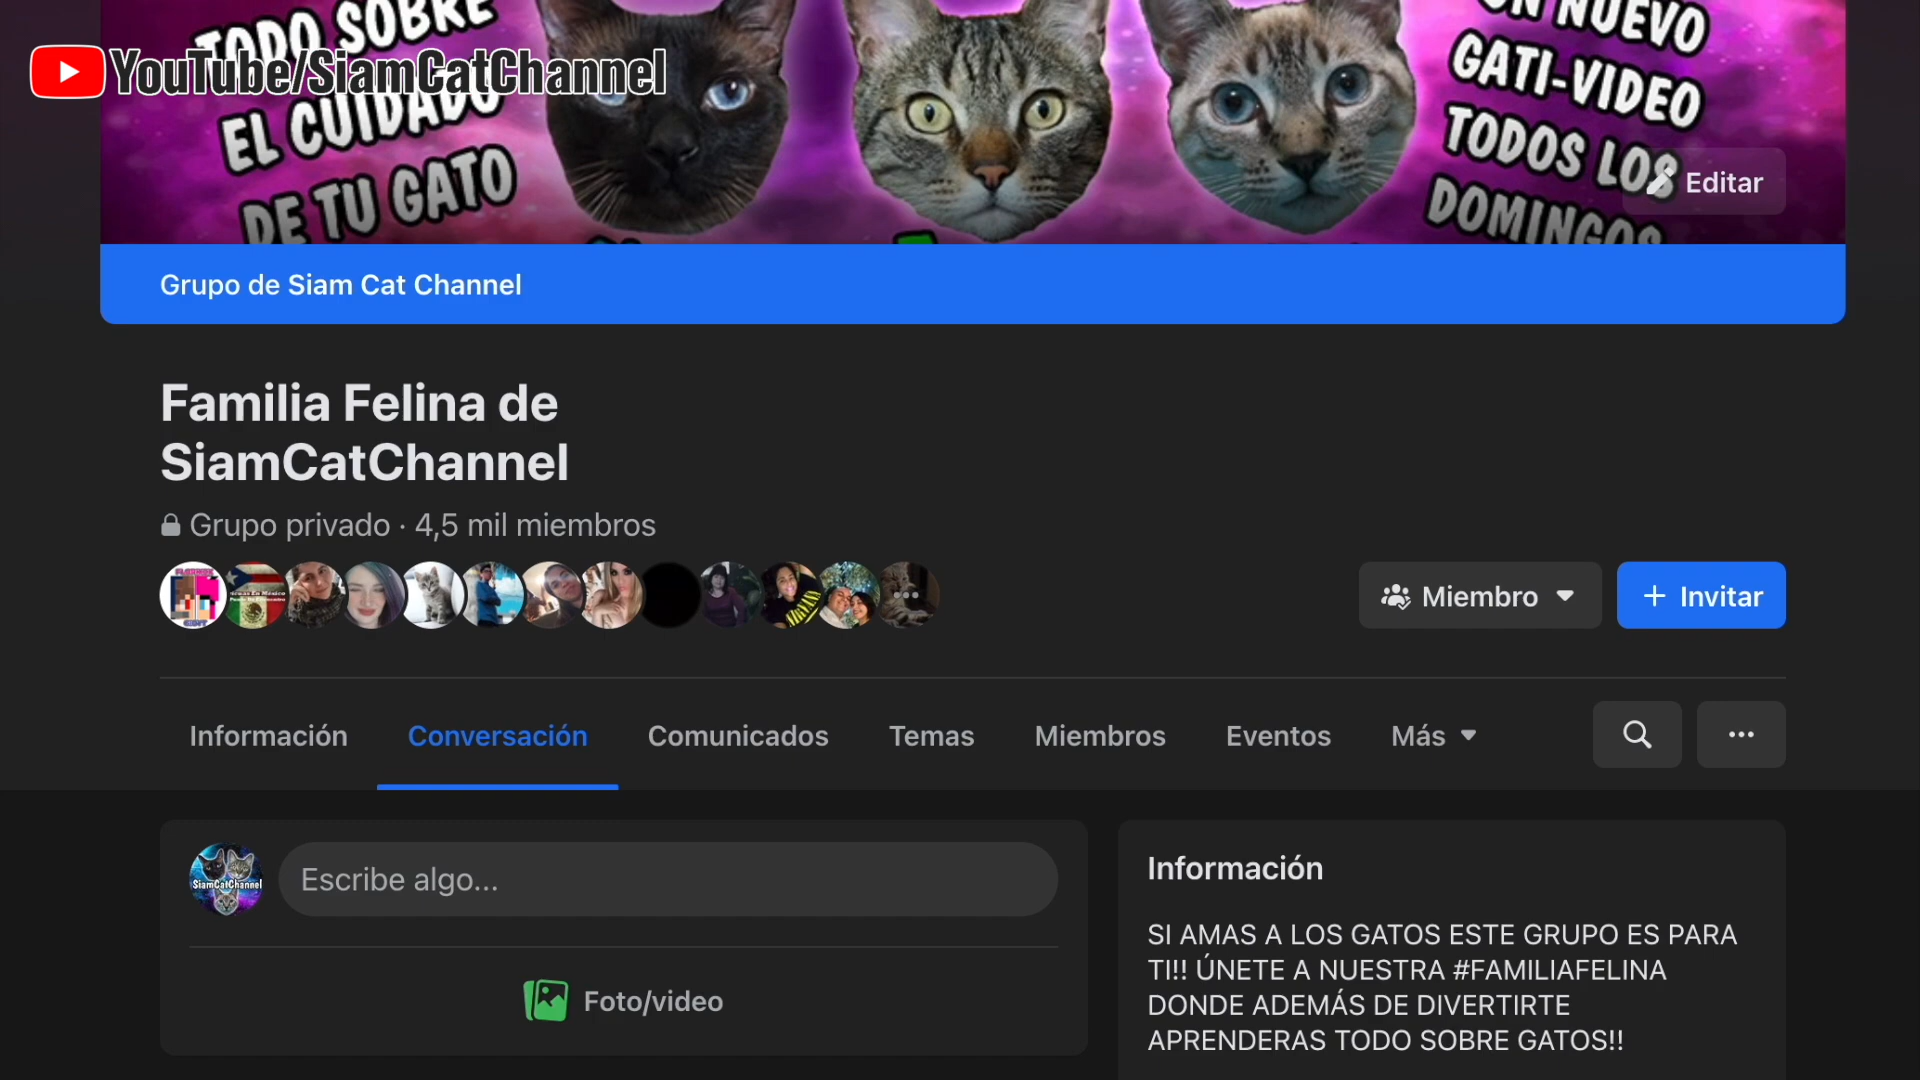 TODO SOBRE
EL CUIDADO
DE TU GATO
YouTube/SiamCatChannel
UN NUEVO
GATI-VIDEO
TODOS LOS
DOMINGOS
Editar
Grupo de Siam Cat Channel
Familia Felina de
SiamCatChannel
Grupo privado · 4,5 mil miembros
Miembro
+ Invitar
Información
Conversación
Comunicados
Temas
Miembros
Eventos
Más
SiamCatChannel
Escribe algo...
Foto/video
Información
SI AMAS A LOS GATOS ESTE GRUPO ES PARA
TI!! ÚNETE A NUESTRA #FAMILIAFELINA
DONDE ADEMÁS DE DIVERTIRTE
APRENDERAS TODO SOBRE GATOS!!